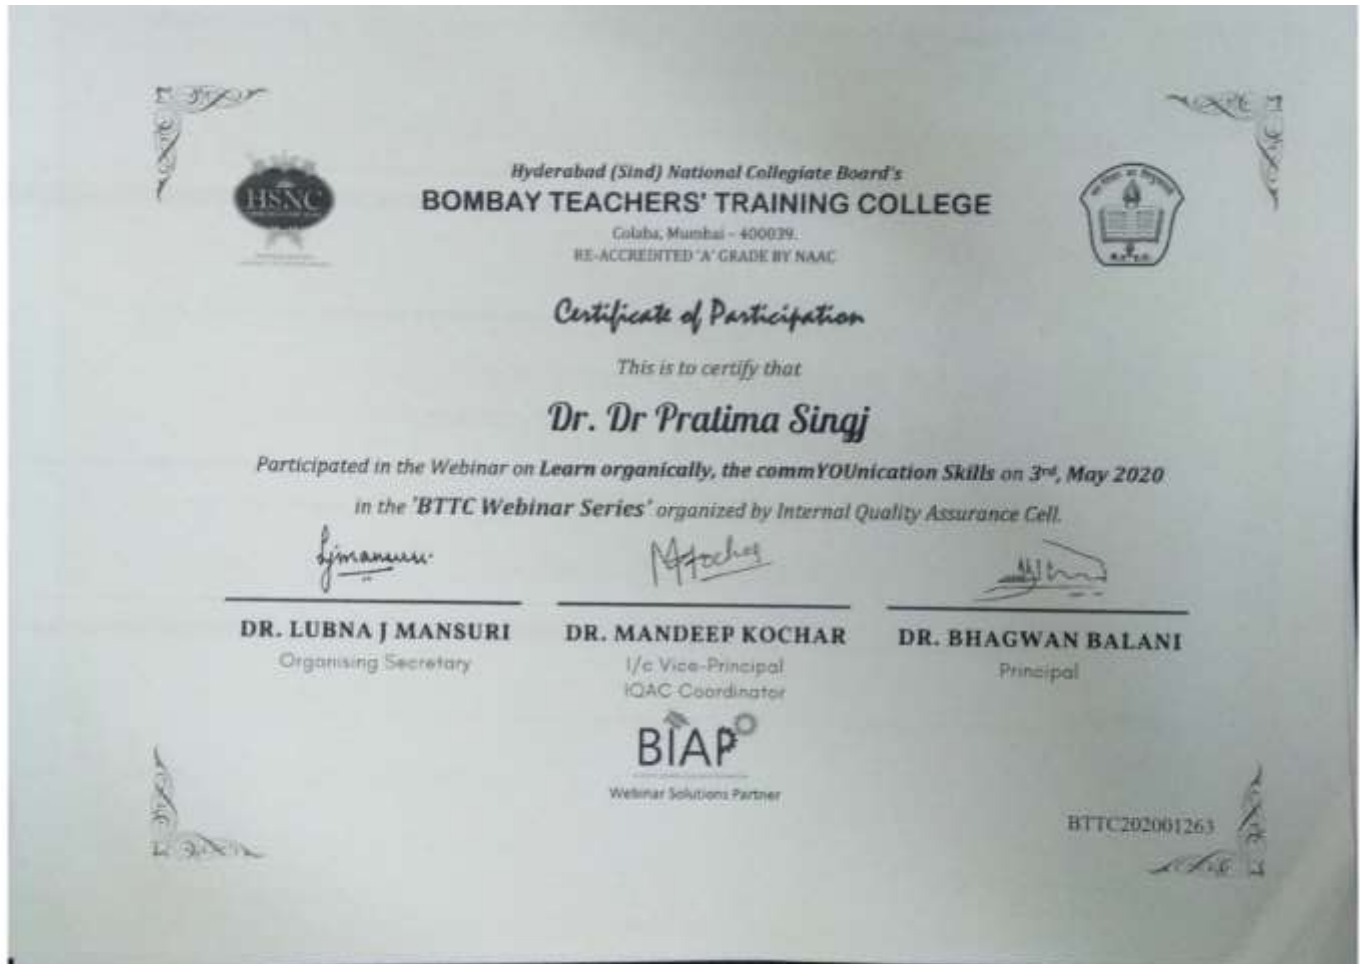 HSNC
Hyderabad (Sind) National Collegiate Board's
BOMBAY TEACHERS' TRAINING COLLEGE
Colaba, Mumbai - 400039.
RE-ACCREDITED 'A' GRADE BY NAAC
Certificate of Participation
This is to certify that
Dr. Dr Pratima Singj
Participated in the Webinar on Learn organically, the commYOUnication Skills on 3rd, May 2020
in the 'BTTC Webinar Series' organized by Internal Quality Assurance Cell.
DR. LUBNA J MANSURI
Organising Secretary
DR. MANDEEP KOCHAR
I/c Vice-Principal
IQAC Coordinator
DR. BHAGWAN BALANI
Principal
BIAP
Webinar Solutions Partner
BTTC202001263